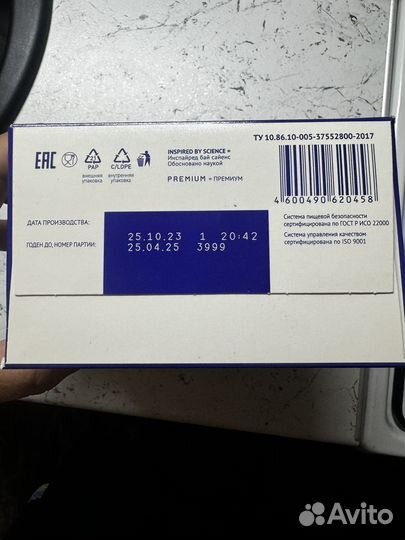 ТУ 10.86.10-005-37552800-2017
EAC
21
PAP
внешняя
упаковка
C/LDPE
внутренняя
упаковка
INSPIRED BY SCIENCE =
Инспайред бай сайенс
Обосновано наукой
PREMIUM = ПРЕМИУМ
4 600490 620458
Система пищевой безопасности
сертифицирована по ГОСТ Р ИСО 22000
Система управления качеством
сертифицирована по ISO 9001
ДАТА ПРОИЗВОДСТВА:
25.10.23 1 20:42
ГОДЕН ДО, НОМЕР ПАРТИИ:
25.04.25 3999
Avito